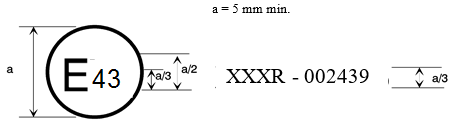 a = 5 mm min.
a
E43
a/3
a/2
XXXR - 002439
a/3